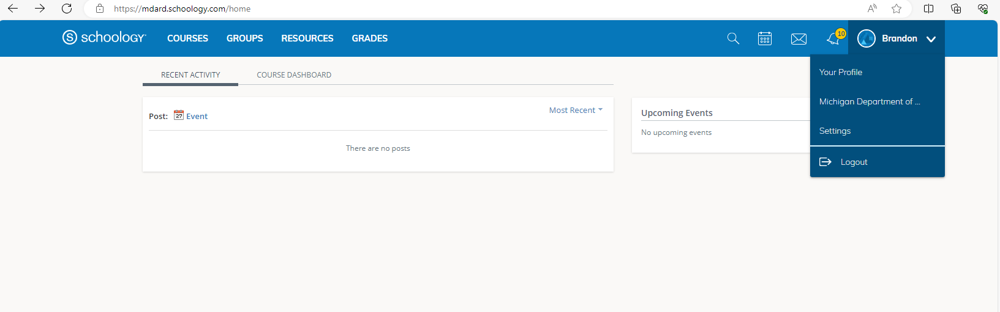 https://mdard.schoology.com/home
S schoology COURSES GROUPS RESOURCES GRADES 10 Brandon
RECENT ACTIVITY COURSE DASHBOARD
Your Profile
Michigan Department of ...
Settings
Logout
Post: 27 Event Most Recent
There are no posts
Upcoming Events
No upcoming events